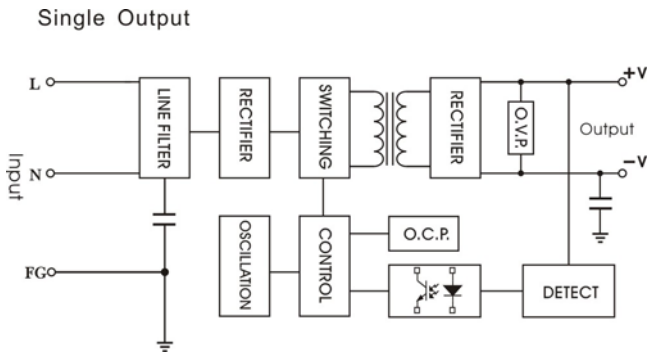 Single Output
L
N
FG
Input
LINE FILTER
RECTIFIER
SWITCHING
RECTIFIER
O.V.P.
+V
Output
-V
OSCILLATION
CONTROL
O.C.P.
DETECT